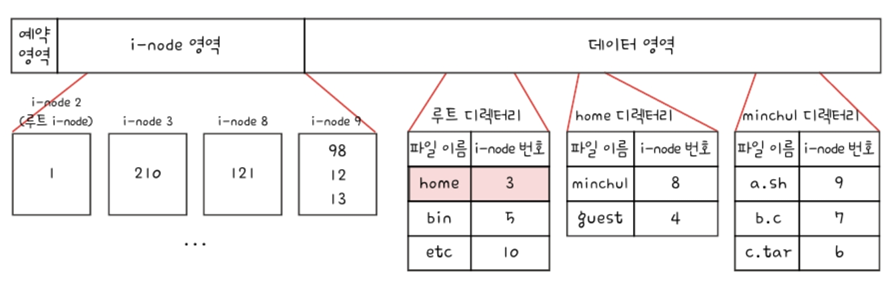 예약
영역
i-node 영역
데이터 영역
i-node 2
(루트 i-node)
i-node 3
i-node 8
i-node 9
1
210
121
98
12
13
...
루트 디렉터리
파일 이름 i-node 번호
home 3
bin 5
etc 10
home 디렉터리
파일 이름 i-node 번호
minchul 8
guest 4
minchul 디렉터리
파일 이름 i-node 번호
a.sh 9
b.c 7
c.tar 6